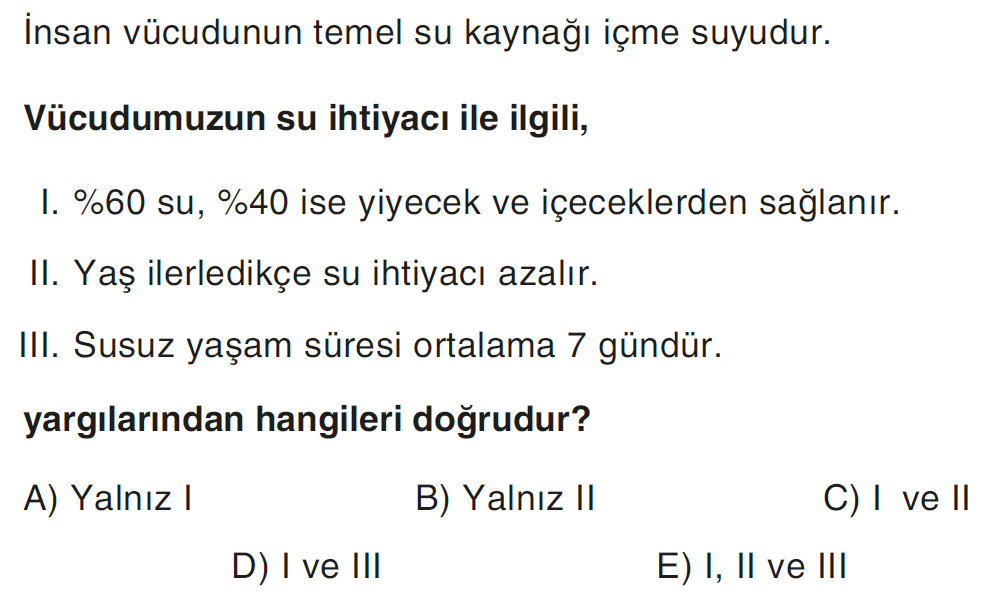 İnsan vücudunun temel su kaynağı içme suyudur.
Vücudumuzun su ihtiyacı ile ilgili,
I. %60 su, %40 ise yiyecek ve içeceklerden sağlanır.
II. Yaş ilerledikçe su ihtiyacı azalır.
III. Susuz yaşam süresi ortalama 7 gündür.
yargılarından hangileri doğrudur?
A) Yalnız I B) Yalnız II C) I ve II
D) I ve III E) I, II ve III